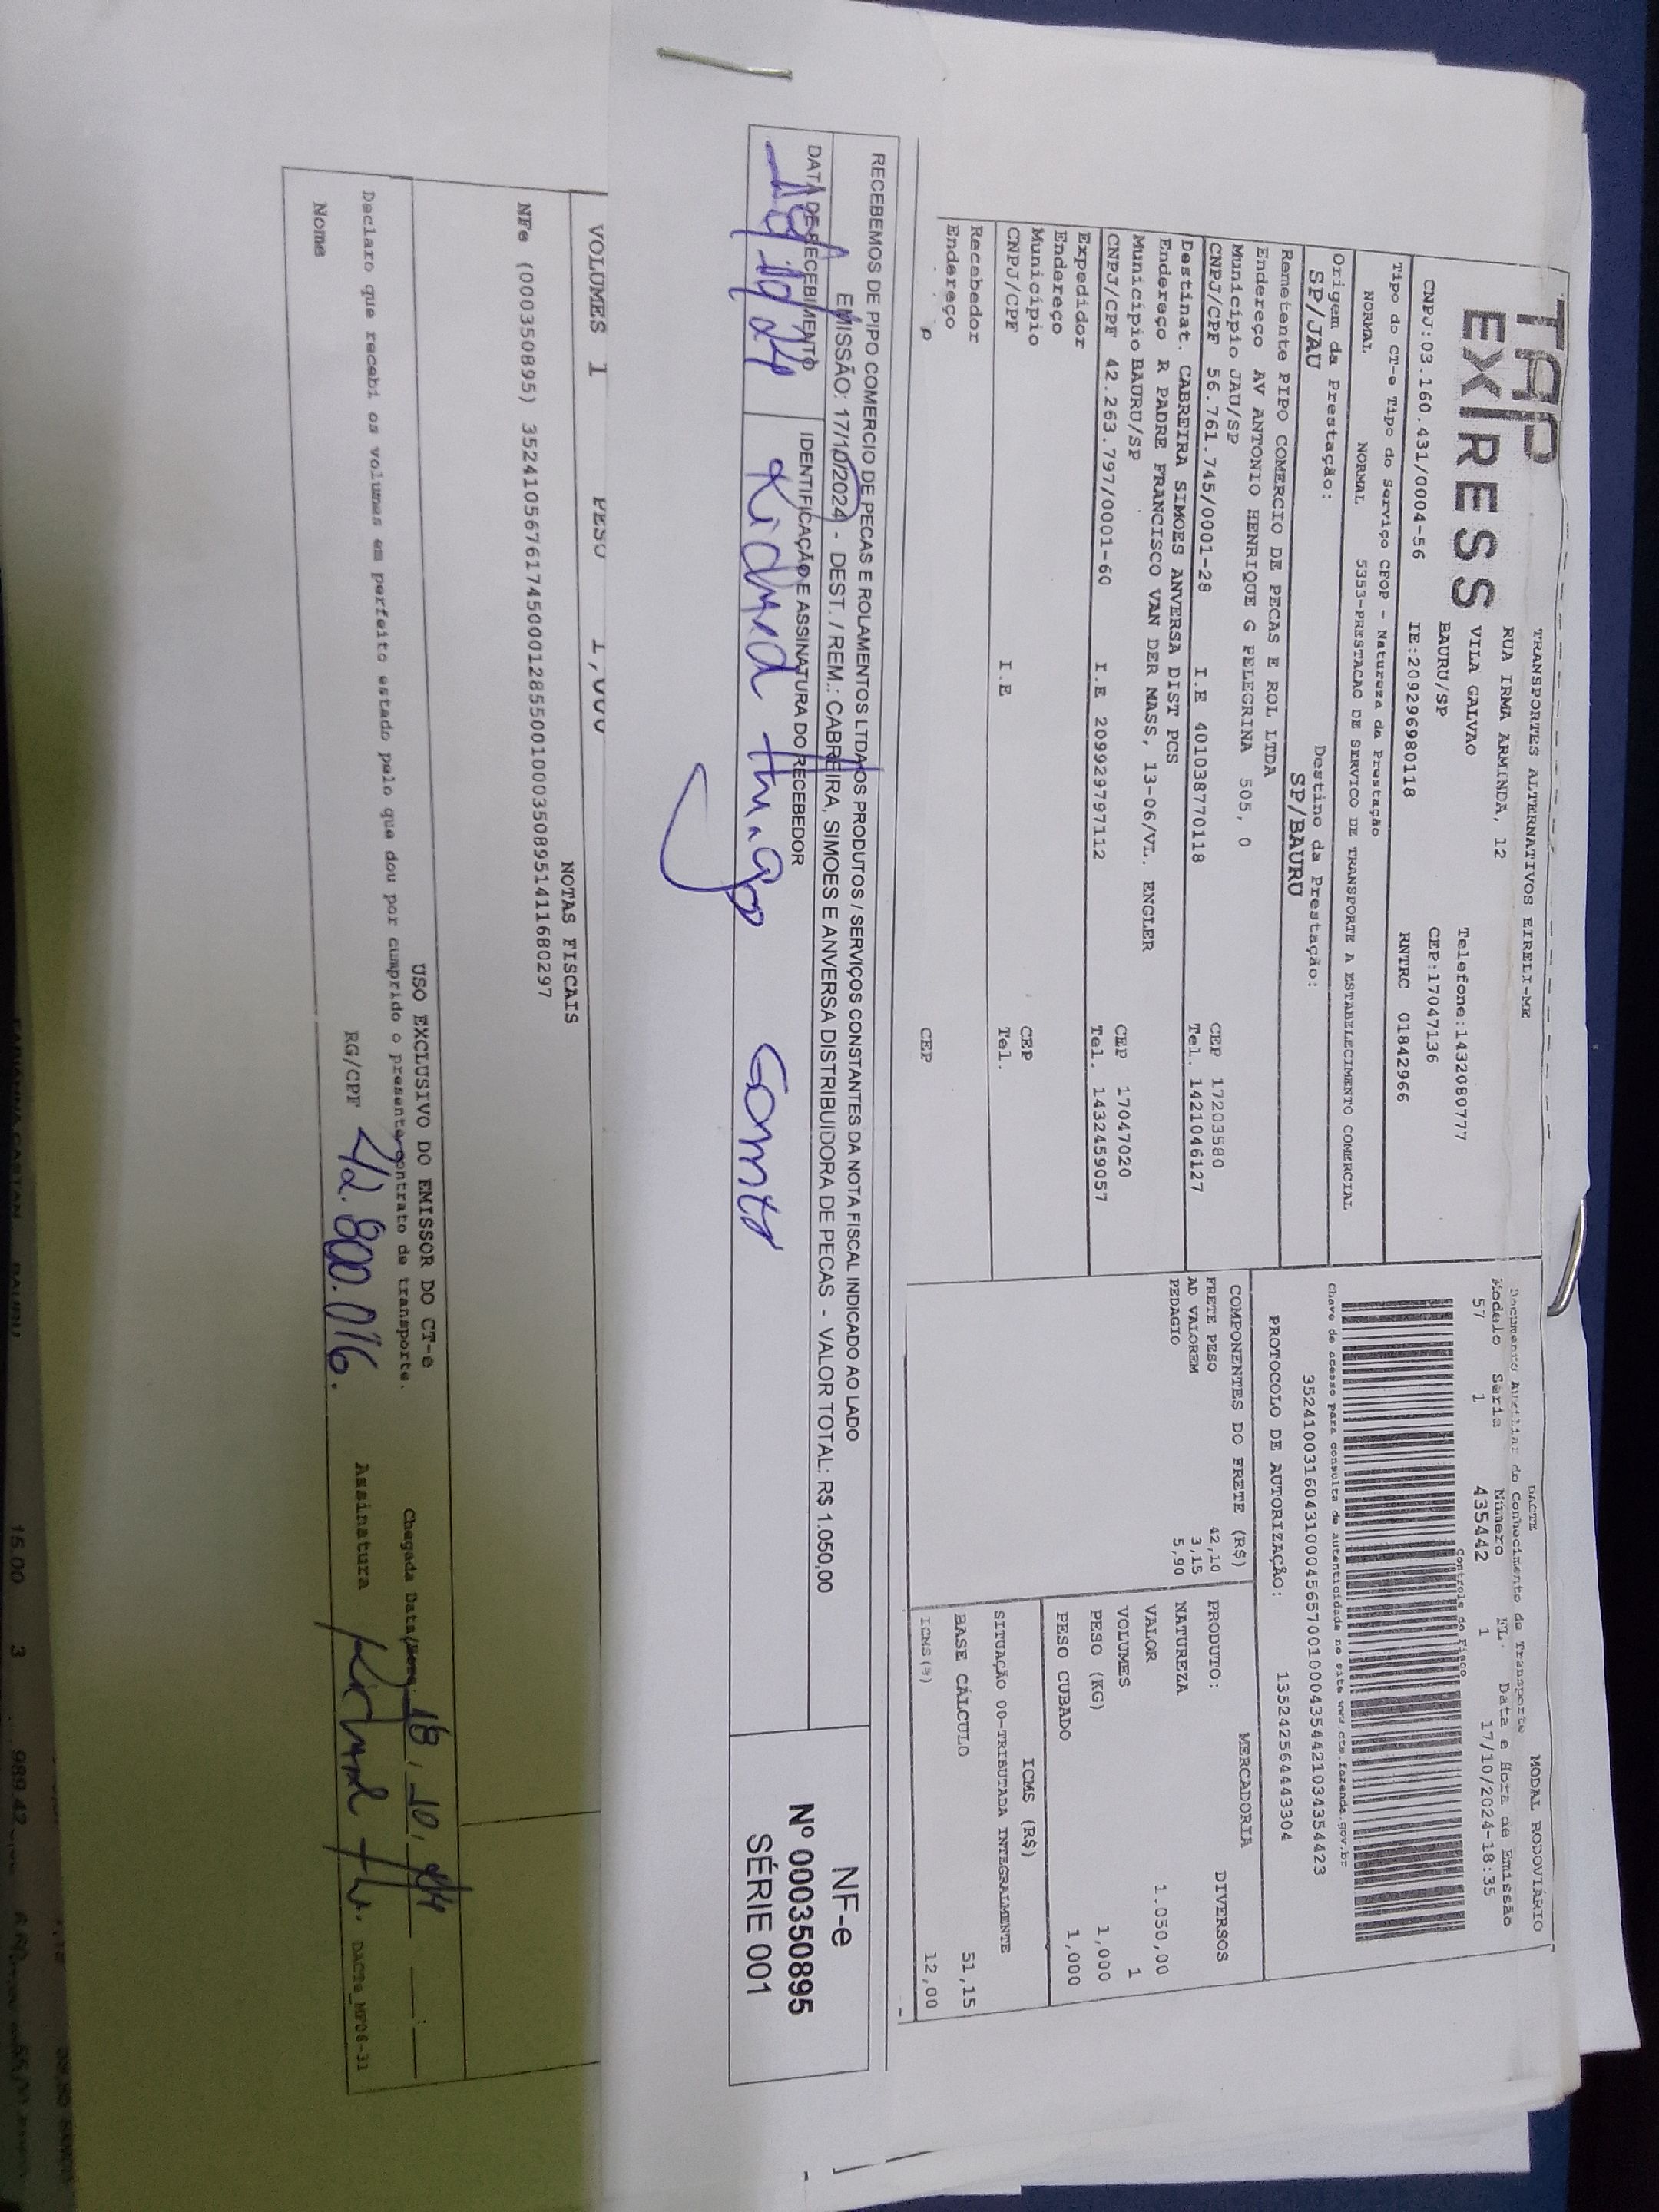 TAP
EX|RESS
TRANSPORTES ALTERNATIVOS EIRELI-ME
RUA IRMA ARMINDA, 12
VILA GALVAO Telefone:1432080777
BAURU/SP CEP:17047136
CNPJ:03.160.431/0004-56 IE:209296980118 RNTRC 01842966
Tipo do CT-e Tipo do Serviço CFOP - Natureza da Prestação
NORMAL NORMAL 5353-PRESTACAO DE SERVICO DE TRANSPORTE A ESTABELECIMENTO COMERCIAL
Origem da Prestação: Destino da Prestação:
SP/JAU SP/BAURU
Remetente PIPO COMERCIO DE PECAS E ROL LTDA
Endereço AV ANTONIO HENRIQUE G PELEGRINA 505, 0
Município JAU/SP CEP 17203580
CNPJ/CPF 56.761.745/0001-28 I.E 401038770118 Tel. 1421046127
Destinat. CABREIRA SIMOES ANVERSA DIST PCS
Endereço R PADRE FRANCISCO VAN DER MASS, 13-06/VL. ENGLER
Município BAURU/SP CEP 17047020
CNPJ/CPF 42.263.797/0001-60 I.E 209929797112 Tel. 1432459057
Expedidor
Endereço
Município CEP
CNPJ/CPF I.E Tel.
Recebedor
Endereço
CEP
DACTE MODAL RODOVIÁRIO
Documento Auxiliar do Conhecimento de Transporte
Modelo Serie Número FL. Data e Hora de Emissão
57 1 435442 1 17/10/2024-18:35
Controle do Fisco
Chave de acesso para consulta de autenticidade no site www.cte.fazenda.gov.br
35241003160431000456570010004354421034354423
PROTOCOLO DE AUTORIZAÇÃO: 135242564443304
COMPONENTES DO FRETE (R$)
FRETE PESO 42,10
AD VALOREM 3,15
PEDAGIO 5,90
MERCADORIA
PRODUTO: DIVERSOS
NATUREZA
VALOR 1.050,00
VOLUMES 1
PESO (KG) 1,000
PESO CUBADO 1,000
ICMS (R$)
SITUAÇÃO 00-TRIBUTADA INTEGRALMENTE
BASE CÁLCULO 51,15
ICMS(%) 12,00
RECEBEMOS DE PIPO COMERCIO DE PECAS E ROLAMENTOS LTDA OS PRODUTOS / SERVIÇOS CONSTANTES DA NOTA FISCAL INDICADO AO LADO
EMISSÃO: 17/10/2024 - DEST. / REM.: CABREIRA, SIMOES E ANVERSA DISTRIBUIDORA DE PECAS - VALOR TOTAL: R$ 1.050,00
DATA DE RECEBIMENTO IDENTIFICAÇÃO E ASSINATURA DO RECEBEDOR
Richard
NF-e
Nº 000350895
SÉRIE 001
VOLUMES 1 PESO 1,000
NOTAS FISCAIS
NFe (000350895) 35241056761745000128550010003508951411680297
USO EXCLUSIVO DO EMISSOR DO CT-e
Declaro que recebi os volumes em perfeito estado pelo que dou por cumprido o presente contrato de transporte.
Chegada Data/Hora 18/10/24
Nome RG/CPF 42.800.016. Assinatura Richard
DACTe_MF06-31
15.00 3 989.42